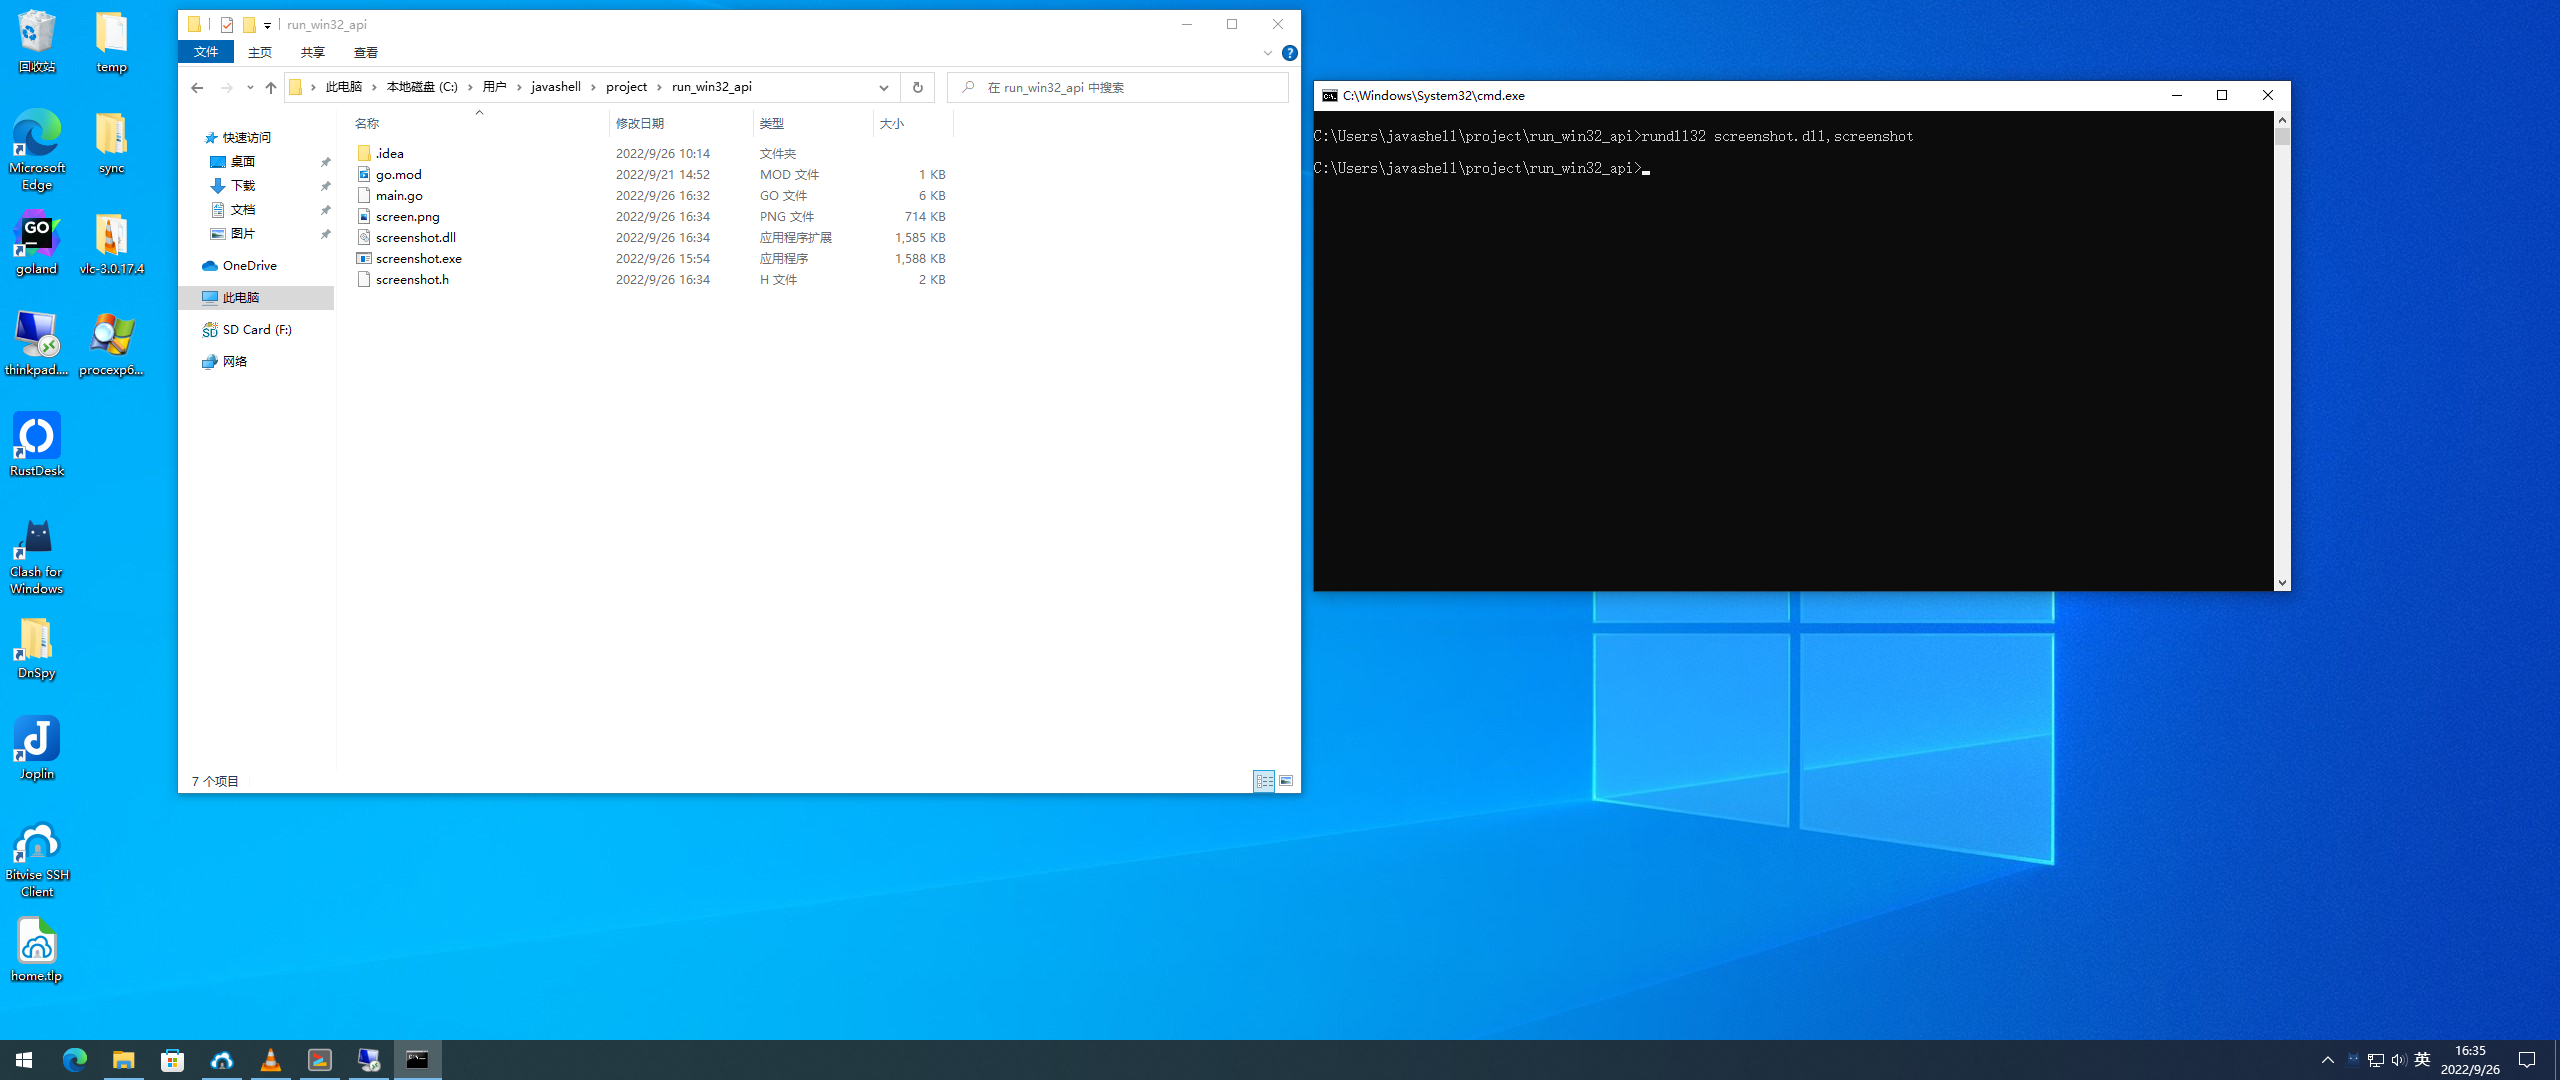 回收站
temp
Microsoft
Edge
sync
GO
goland
vlc-3.0.17.4
thinkpad....
procexp6...
RustDesk
Clash for
Windows
DnSpy
Joplin
Bitvise SSH
Client
home.tlp
run_win32_api
文件
主页
共享
查看
此电脑
本地磁盘 (C:)
用户
javashell
project
run_win32_api
在 run_win32_api 中搜索
快速访问
桌面
下载
文档
图片
OneDrive
此电脑
SD Card (F:)
网络
名称 修改日期 类型 大小
.idea 2022/9/26 10:14 文件夹
go.mod 2022/9/21 14:52 MOD 文件 1 KB
main.go 2022/9/26 16:32 GO 文件 6 KB
screen.png 2022/9/26 16:34 PNG 文件 714 KB
screenshot.dll 2022/9/26 16:34 应用程序扩展 1,585 KB
screenshot.exe 2022/9/26 15:54 应用程序 1,588 KB
screenshot.h 2022/9/26 16:34 H 文件 2 KB
7 个项目
C:\Windows\System32\cmd.exe
C:\Users\javashell\project\run_win32_api>rundll32 screenshot.dll,screenshot
C:\Users\javashell\project\run_win32_api>
英
16:35
2022/9/26